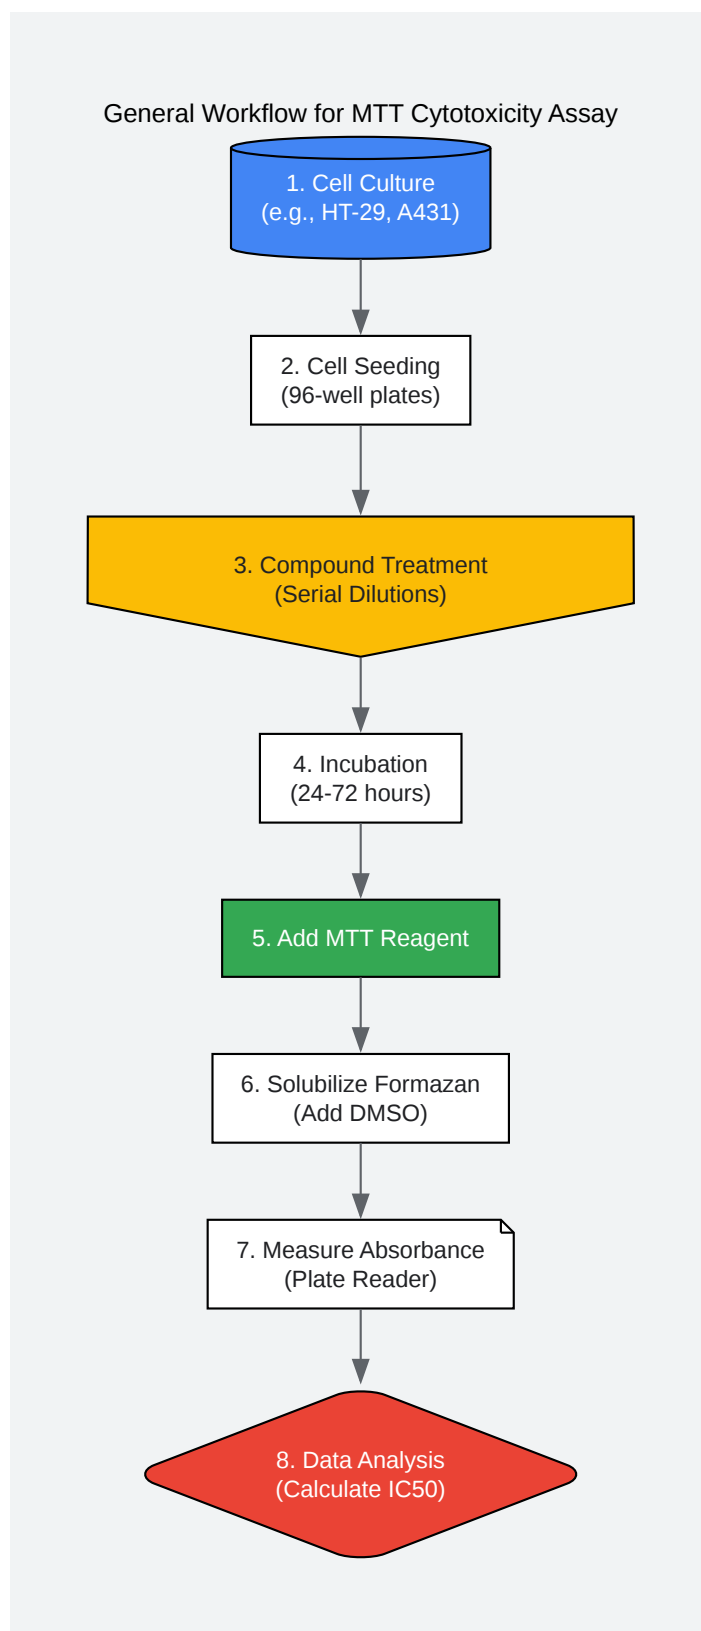 General Workflow for MTT Cytotoxicity Assay
1. Cell Culture
(e.g., HT-29, A431)
2. Cell Seeding
(96-well plates)
3. Compound Treatment
(Serial Dilutions)
4. Incubation
(24-72 hours)
5. Add MTT Reagent
6. Solubilize Formazan
(Add DMSO)
7. Measure Absorbance
(Plate Reader)
8. Data Analysis
(Calculate IC50)